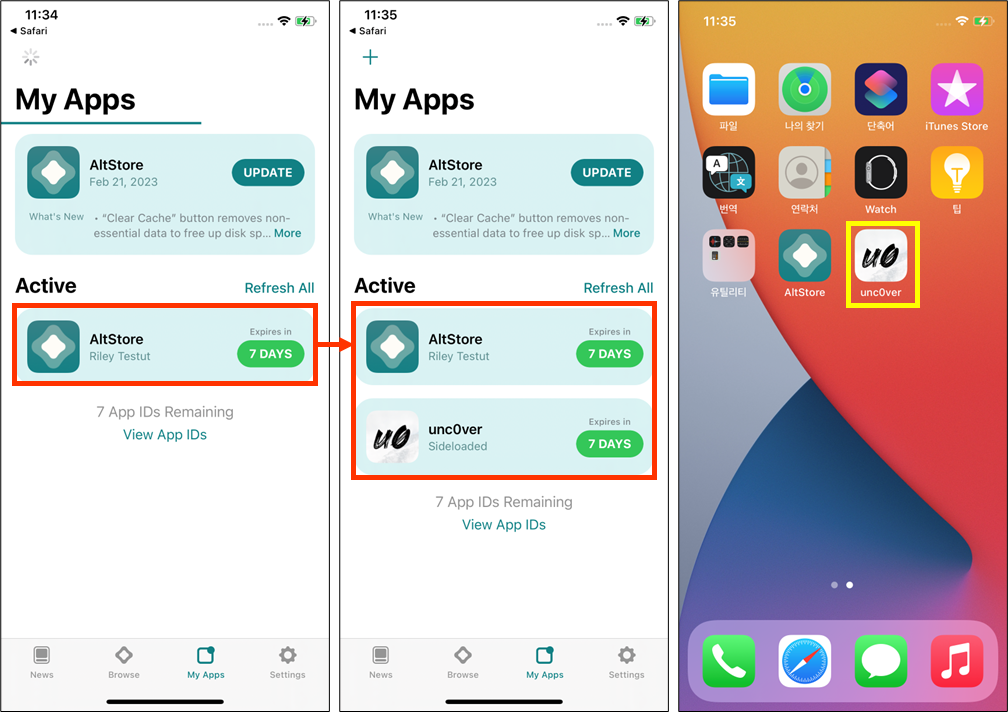 11:34
◀ Safari
My Apps
AltStore
Feb 21, 2023
UPDATE
What's New
• “Clear Cache” button removes non-
essential data to free up disk sp... More
Active
Refresh All
AltStore
Riley Testut
Expires in
7 DAYS
7 App IDs Remaining
View App IDs
News
Browse
My Apps
Settings
11:35
◀ Safari
+
My Apps
AltStore
Feb 21, 2023
UPDATE
What's New
• “Clear Cache” button removes non-
essential data to free up disk sp... More
Active
Refresh All
AltStore
Riley Testut
Expires in
7 DAYS
u0
unc0ver
Sideloaded
Expires in
7 DAYS
7 App IDs Remaining
View App IDs
News
Browse
My Apps
Settings
11:35
파일
나의 찾기
단축어
iTunes Store
A
文
번역
연락처
Watch
팁
u0
유틸리티
AltStore
unc0ver